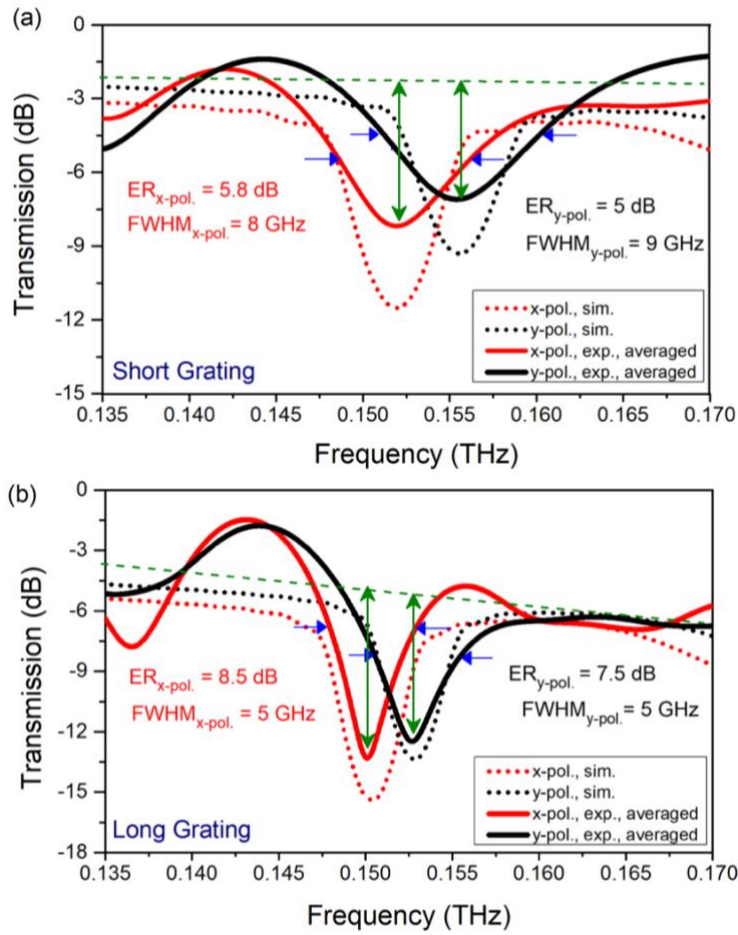 (a)
0
-3
-6
-9
-12
-15
Transmission (dB)
ERx-pol. = 5.8 dB
FWHMx-pol. = 8 GHz
ERy-pol. = 5 dB
FWHMy-pol. = 9 GHz
x-pol., sim.
y-pol., sim.
x-pol., exp., averaged
y-pol., exp., averaged
Short Grating
0.135 0.140 0.145 0.150 0.155 0.160 0.165 0.170
Frequency (THz)
(b)
0
-3
-6
-9
-12
-15
-18
Transmission (dB)
ERx-pol. = 8.5 dB
FWHMx-pol. = 5 GHz
ERy-pol. = 7.5 dB
FWHMy-pol. = 5 GHz
x-pol., sim.
y-pol., sim.
x-pol., exp., averaged
y-pol., exp., averaged
Long Grating
0.135 0.140 0.145 0.150 0.155 0.160 0.165 0.170
Frequency (THz)